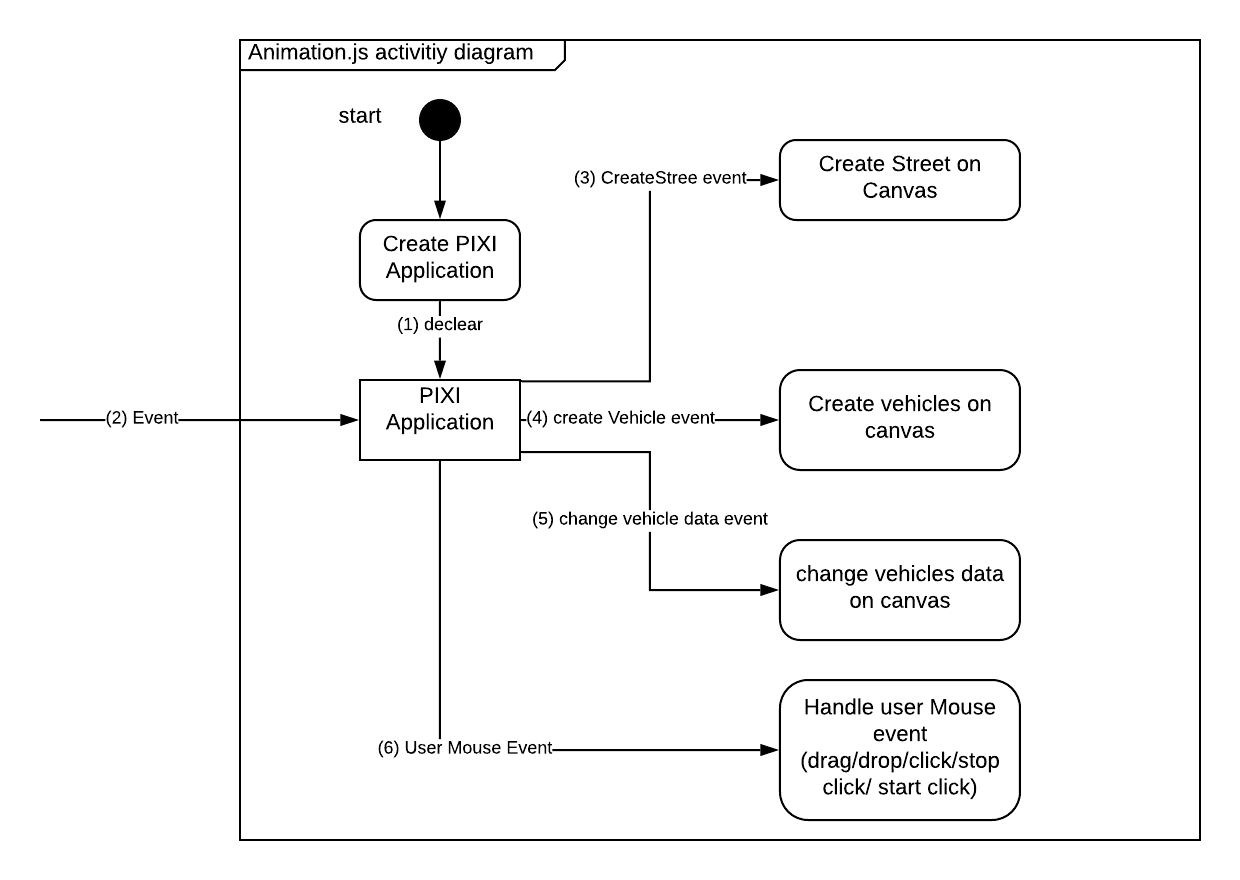 Animation.js activitiy diagram
start
(3) CreateStree event
Create Street on
Canvas
Create PIXI
Application
(1) declear
PIXI
Application
(2) Event
(4) create Vehicle event
Create vehicles on
canvas
(5) change vehicle data event
change vehicles data
on canvas
(6) User Mouse Event
Handle user Mouse
event
(drag/drop/click/stop
click/ start click)